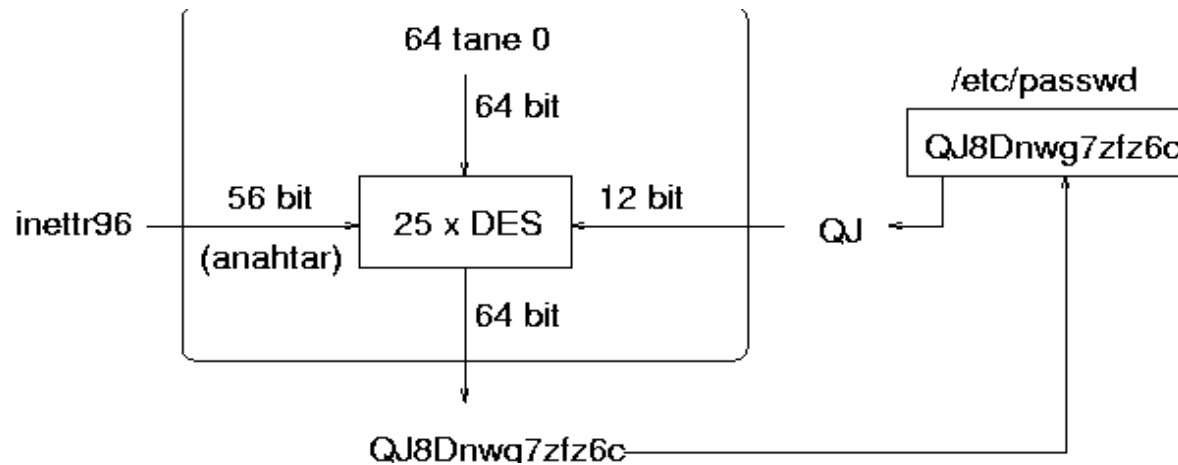 64 tane 0
64 bit
/etc/passwd
QJ8Dnwg7zfz6c
56 bit
12 bit
inettr96
25 x DES
QJ
(anahtar)
64 bit
QJ8Dnwg7zfz6c